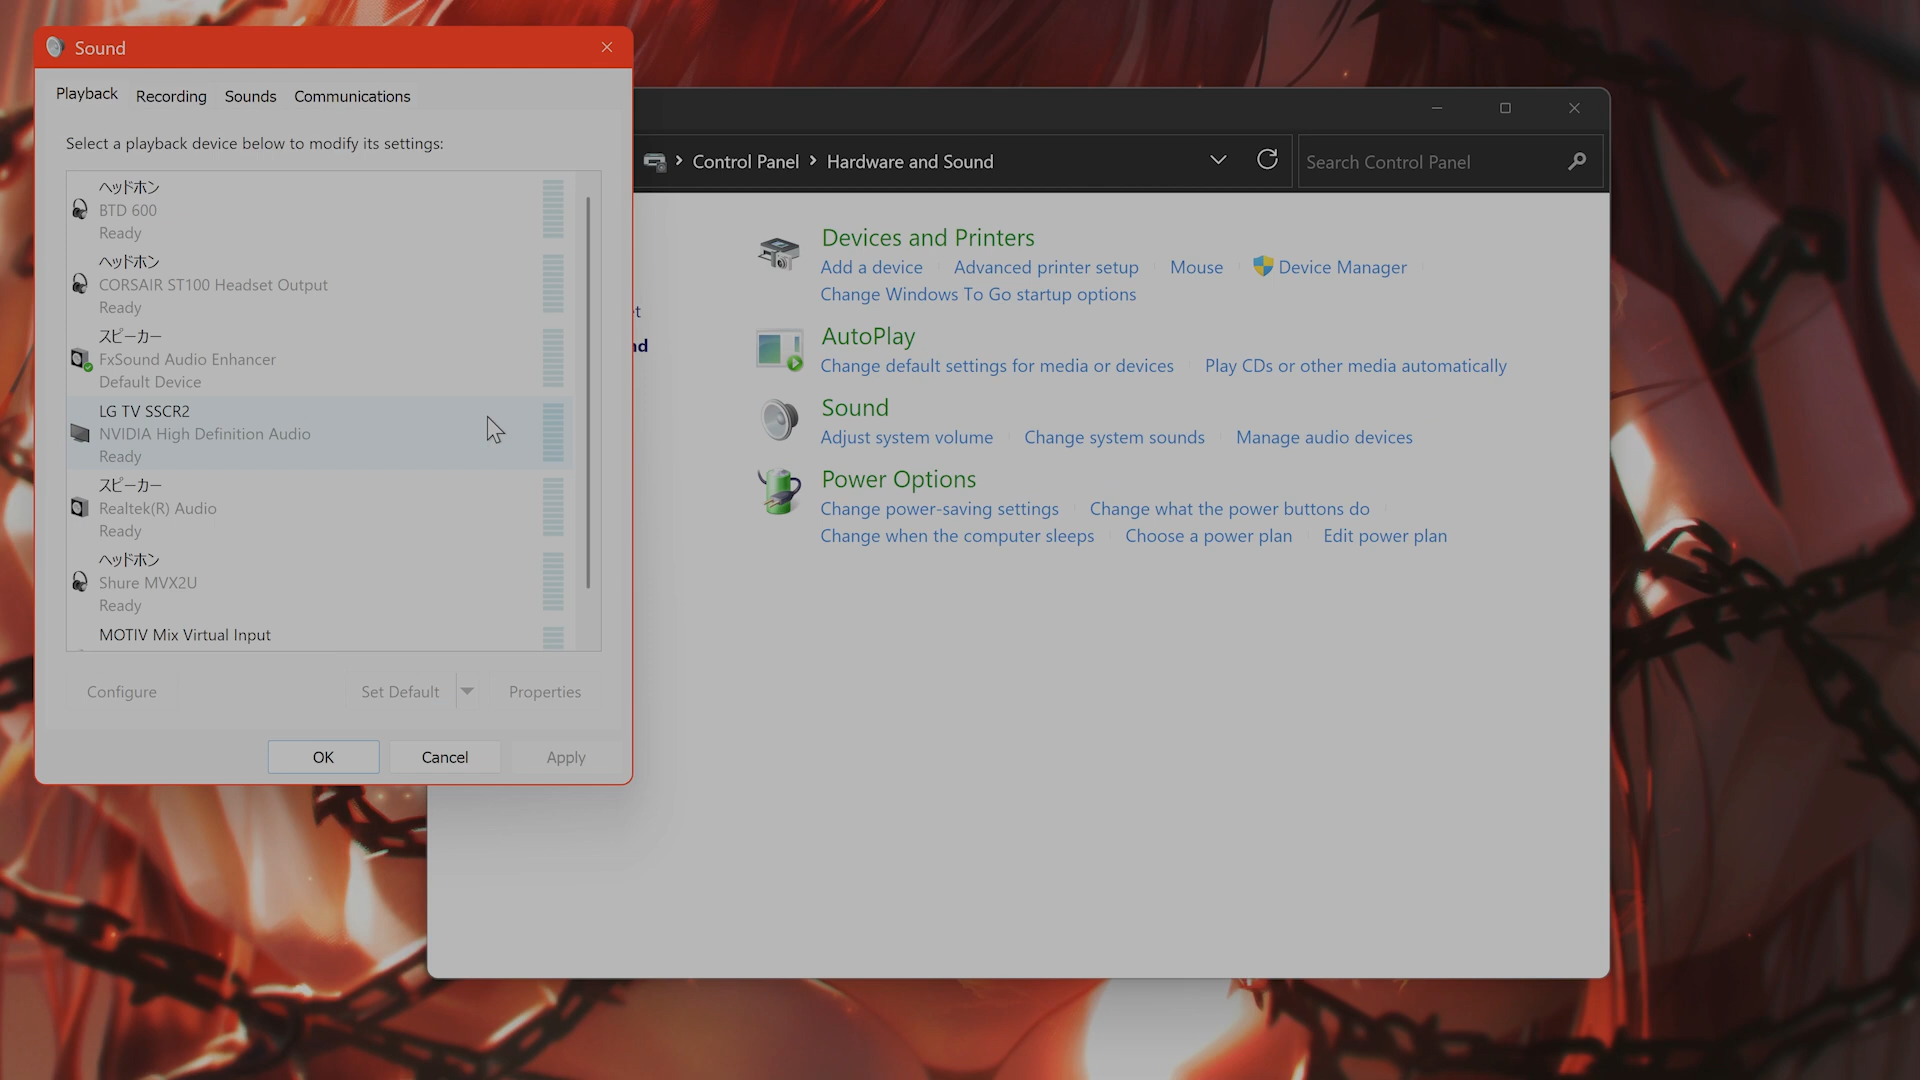 Sound
Playback
Recording
Sounds
Communications
Select a playback device below to modify its settings:
ヘッドホン
BTD 600
Ready
ヘッドホン
CORSAIR ST100 Headset Output
Ready
スピーカー
FxSound Audio Enhancer
Default Device
LG TV SSCR2
NVIDIA High Definition Audio
Ready
スピーカー
Realtek(R) Audio
Ready
ヘッドホン
Shure MVX2U
Ready
MOTIV Mix Virtual Input
Configure
Set Default
Properties
OK
Cancel
Apply
Control Panel
Hardware and Sound
Search Control Panel
Devices and Printers
Add a device
Advanced printer setup
Mouse
Device Manager
Change Windows To Go startup options
AutoPlay
Change default settings for media or devices
Play CDs or other media automatically
Sound
Adjust system volume
Change system sounds
Manage audio devices
Power Options
Change power-saving settings
Change what the power buttons do
Change when the computer sleeps
Choose a power plan
Edit power plan